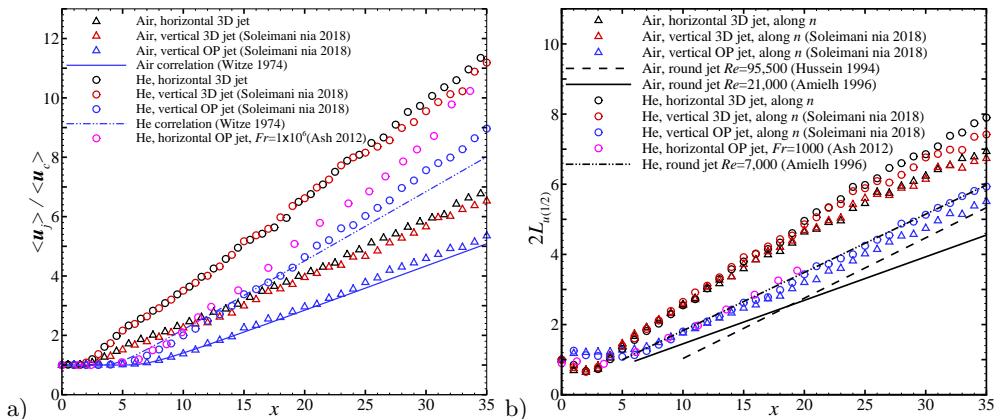 Air, horizontal 3D jet
Air, vertical 3D jet (Soleimani nia 2018)
Air, vertical OP jet (Soleimani nia 2018)
Air correlation (Witze 1974)
He, horizontal 3D jet
He, vertical 3D jet (Soleimani nia 2018)
He, vertical OP jet (Soleimani nia 2018)
He correlation (Witze 1974)
He, horizontal OP jet, Fr=1x10⁶(Ash 2012)
<u_j> / <u_c>
12
10
8
6
4
2
0
0 5 10 15 20 25 30 35
x
a)
Air, horizontal 3D jet, along n
Air, vertical 3D jet, along n (Soleimani nia 2018)
Air, vertical OP jet, along n (Soleimani nia 2018)
Air, round jet Re=95,500 (Hussein 1994)
Air, round jet Re=21,000 (Amielh 1996)
He, horizontal 3D jet, along n
He, vertical 3D jet, along n (Soleimani nia 2018)
He, vertical OP jet, along n (Soleimani nia 2018)
He, horizontal OP jet, Fr=1000 (Ash 2012)
He, round jet Re=7,000 (Amielh 1996)
2L_u(1/2)
10
8
6
4
2
0
0 5 10 15 20 25 30 35
x
b)